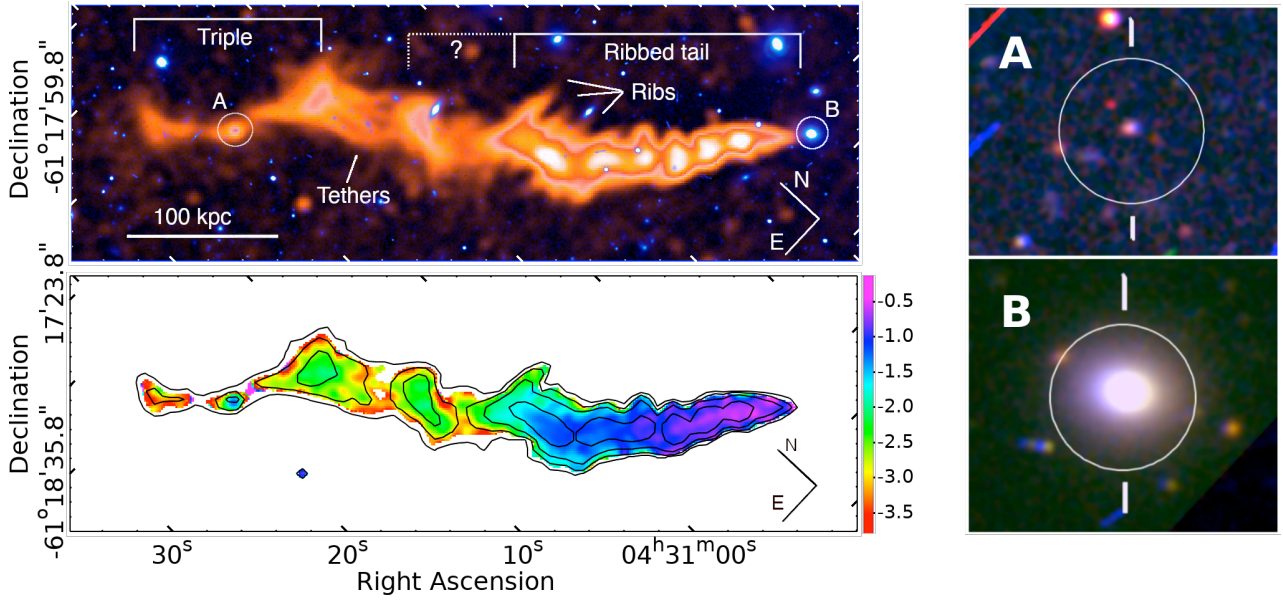 Triple
?
Ribbed tail
Ribs
A
B
Tethers
100 kpc
N
E
Declination
-61°17'59.8"
8"
A
B
Declination
17'23.
-61°18'35.8"
N
E
-0.5
-1.0
-1.5
-2.0
-2.5
-3.0
-3.5
30s
20s
10s
04h31m00s
Right Ascension